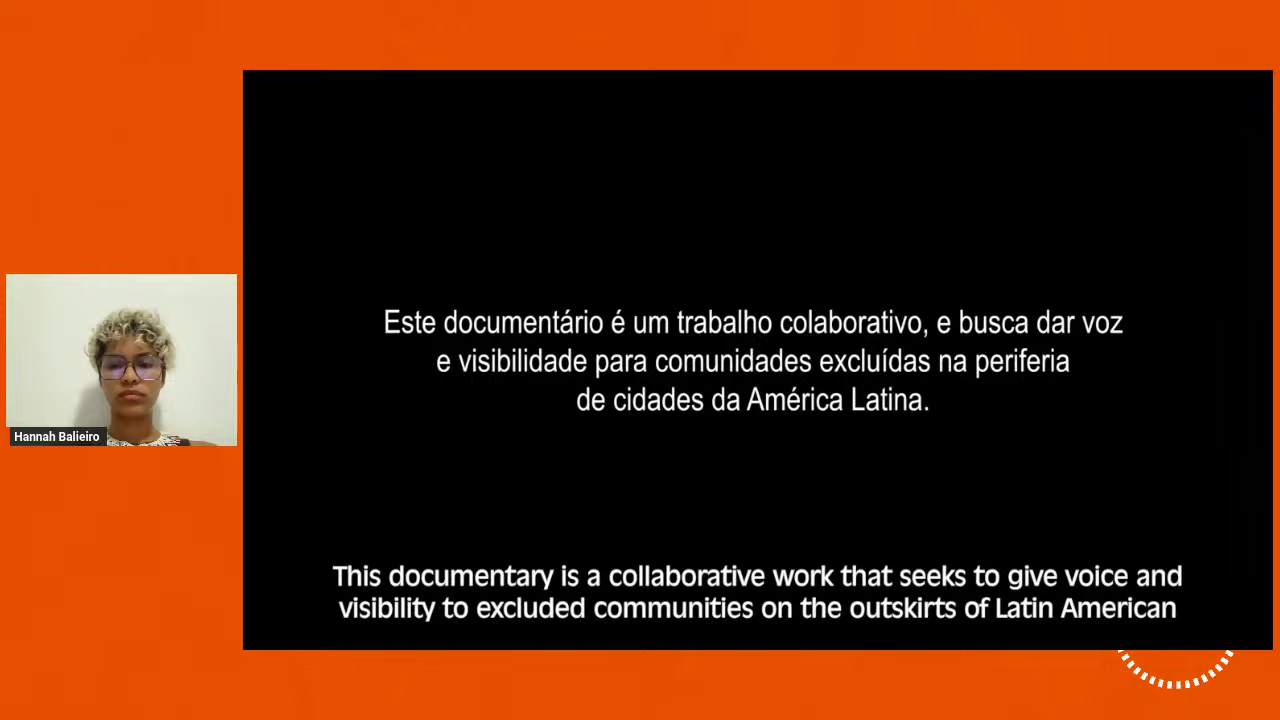 Este documentário é um trabalho colaborativo, e busca dar voz
e visibilidade para comunidades excluídas na periferia
de cidades da América Latina.
Hannah Balieiro
This documentary is a collaborative work that seeks to give voice and
visibility to excluded communities on the outskirts of Latin American